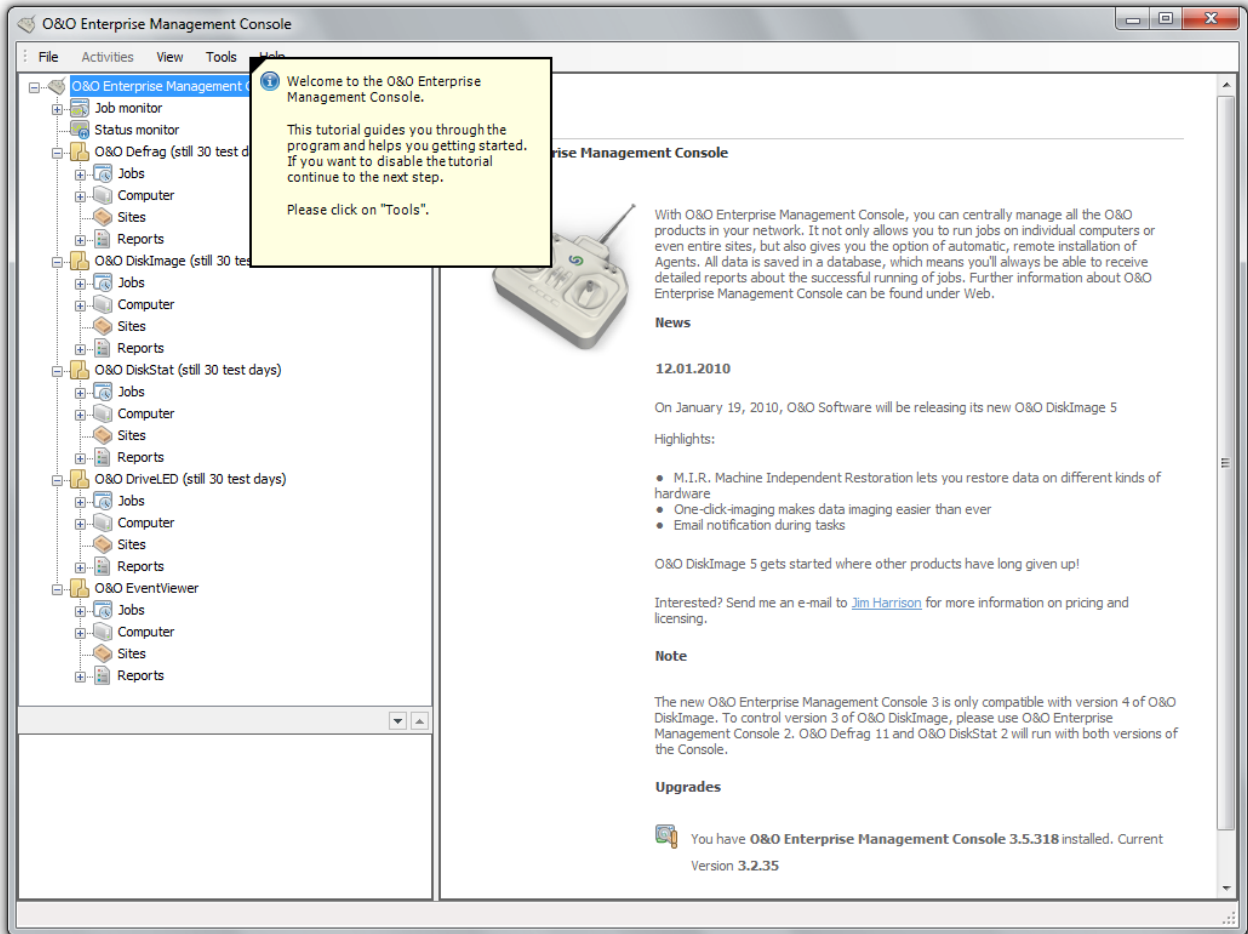 O&O Enterprise Management Console
File Activities View Tools Help
O&O Enterprise Management
Job monitor
Status monitor
O&O Defrag (still 30 test d
Jobs
Computer
Sites
Reports
O&O DiskImage (still 30 tes
Jobs
Computer
Sites
Reports
O&O DiskStat (still 30 test days)
Jobs
Computer
Sites
Reports
O&O DriveLED (still 30 test days)
Jobs
Computer
Sites
Reports
O&O EventViewer
Jobs
Computer
Sites
Reports
Welcome to the O&O Enterprise
Management Console.
This tutorial guides you through the
program and helps you getting started.
If you want to disable the tutorial
continue to the next step.
Please click on "Tools".
rise Management Console
With O&O Enterprise Management Console, you can centrally manage all the O&O
products in your network. It not only allows you to run jobs on individual computers or
even entire sites, but also gives you the option of automatic, remote installation of
Agents. All data is saved in a database, which means you'll always be able to receive
detailed reports about the successful running of jobs. Further information about O&O
Enterprise Management Console can be found under Web.
News
12.01.2010
On January 19, 2010, O&O Software will be releasing its new O&O DiskImage 5
Highlights:
● M.I.R. Machine Independent Restoration lets you restore data on different kinds of
hardware
● One-click-imaging makes data imaging easier than ever
● Email notification during tasks
O&O DiskImage 5 gets started where other products have long given up!
Interested? Send me an e-mail to Jim Harrison for more information on pricing and
licensing.
Note
The new O&O Enterprise Management Console 3 is only compatible with version 4 of O&O
DiskImage. To control version 3 of O&O DiskImage, please use O&O Enterprise
Management Console 2. O&O Defrag 11 and O&O DiskStat 2 will run with both versions of
the Console.
Upgrades
You have O&O Enterprise Management Console 3.5.318 installed. Current
Version 3.2.35